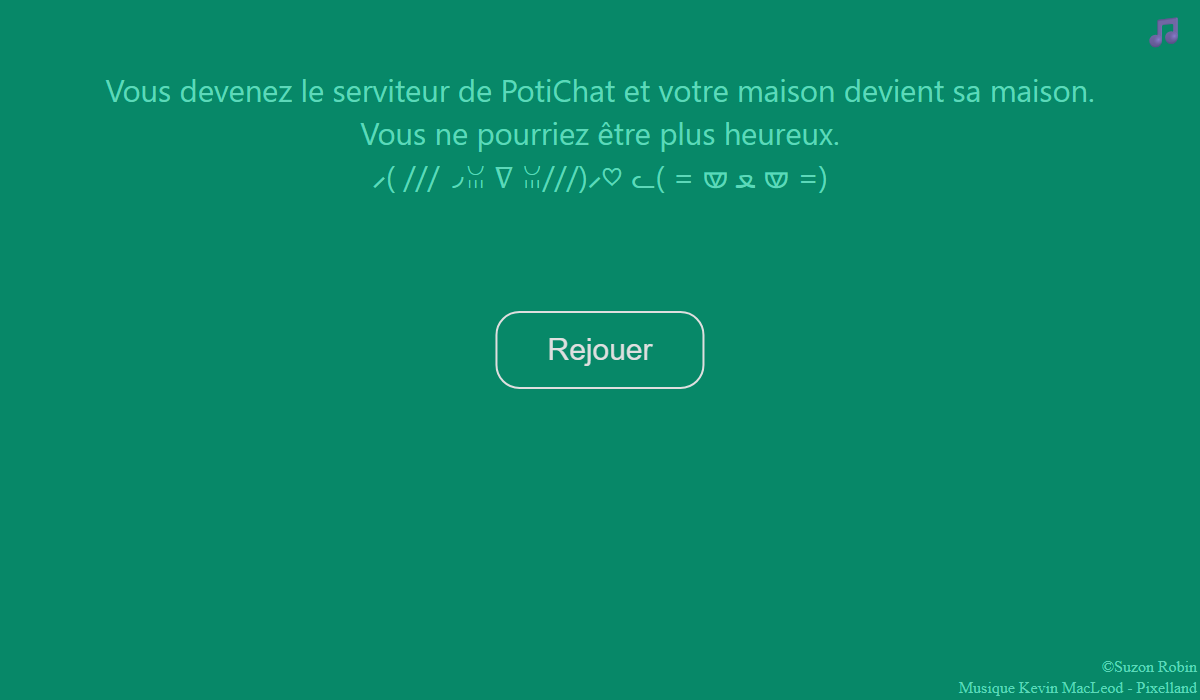 Vous devenez le serviteur de PotiChat et votre maison devient sa maison.
Vous ne pourriez être plus heureux.
⸝( /// ◞ ∇ ///)⸝♡ ( = =)
Rejouer
©Suzon Robin
Musique Kevin MacLeod - Pixelland